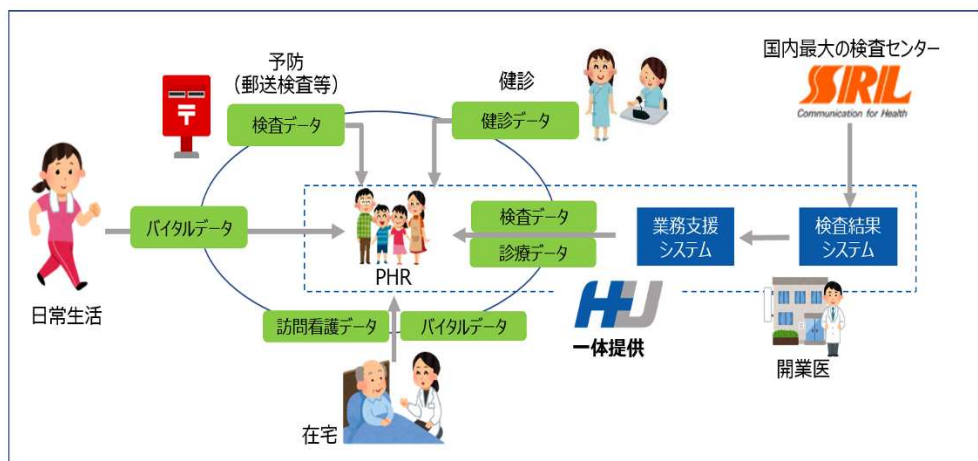 予防
(郵送検査等)
健診
国内最大の検査センター
SRL
Communication for Health
〒
検査データ
健診データ
バイタルデータ
検査データ
診療データ
業務支援
システム
検査結果
システム
PHR
日常生活
訪問看護データ
バイタルデータ
HU
一体提供
開業医
在宅